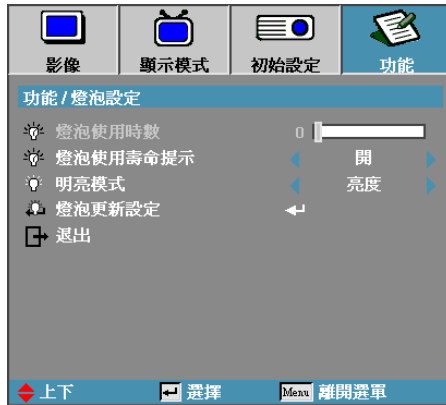 影像 顯示模式 初始設定 功能
功能 / 燈泡設定
燈泡使用時數 0
燈泡使用壽命提示 開
明亮模式 亮度
燈泡更新設定
退出
上下 選擇 Menu 離開選單